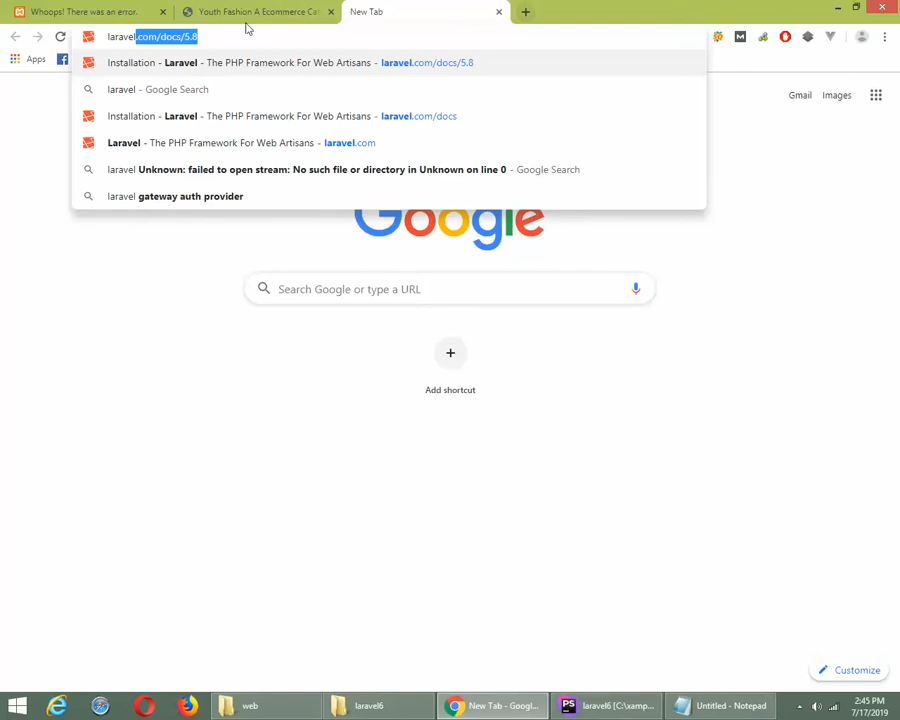 Whoops! There was an error.
Youth Fashion A Ecommerce Cat
New Tab
laravel.com/docs/5.8
Installation - Laravel - The PHP Framework For Web Artisans - laravel.com/docs/5.8
Apps
laravel - Google Search
Gmail
Images
Installation - Laravel - The PHP Framework For Web Artisans - laravel.com/docs
Laravel - The PHP Framework For Web Artisans - laravel.com
laravel Unknown: failed to open stream: No such file or directory in Unknown on line 0 - Google Search
laravel gateway auth provider
Google
Search Google or type a URL
Add shortcut
Customize
web
laravel6
New Tab - Googl...
laravel6 [C:\xamp...
Untitled - Notepad
2:45 PM
7/17/2019